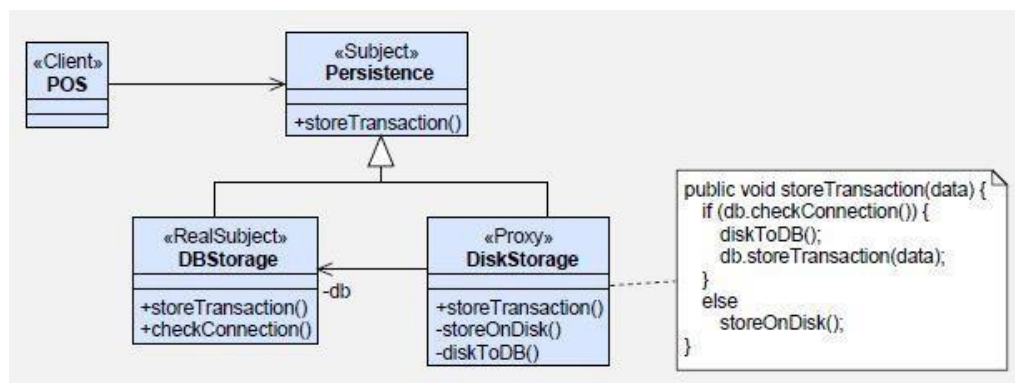 «Client»
POS
«Subject»
Persistence
+storeTransaction()
«RealSubject»
DBStorage
+storeTransaction()
+checkConnection()
-db
«Proxy»
DiskStorage
+storeTransaction()
-storeOnDisk()
-diskToDB()
public void storeTransaction(data) {
if (db.checkConnection()) {
diskToDB();
db.storeTransaction(data);
}
else
storeOnDisk();
}